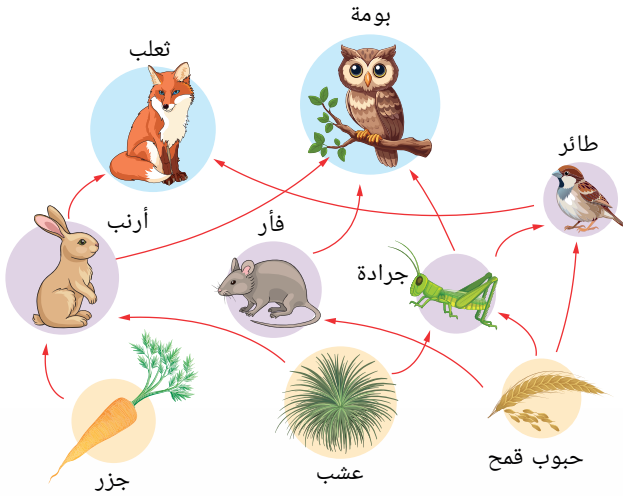 بومة
ثعلب
طائر
أرنب
فأر
جرادة
حبوب قمح
عشب
جزر